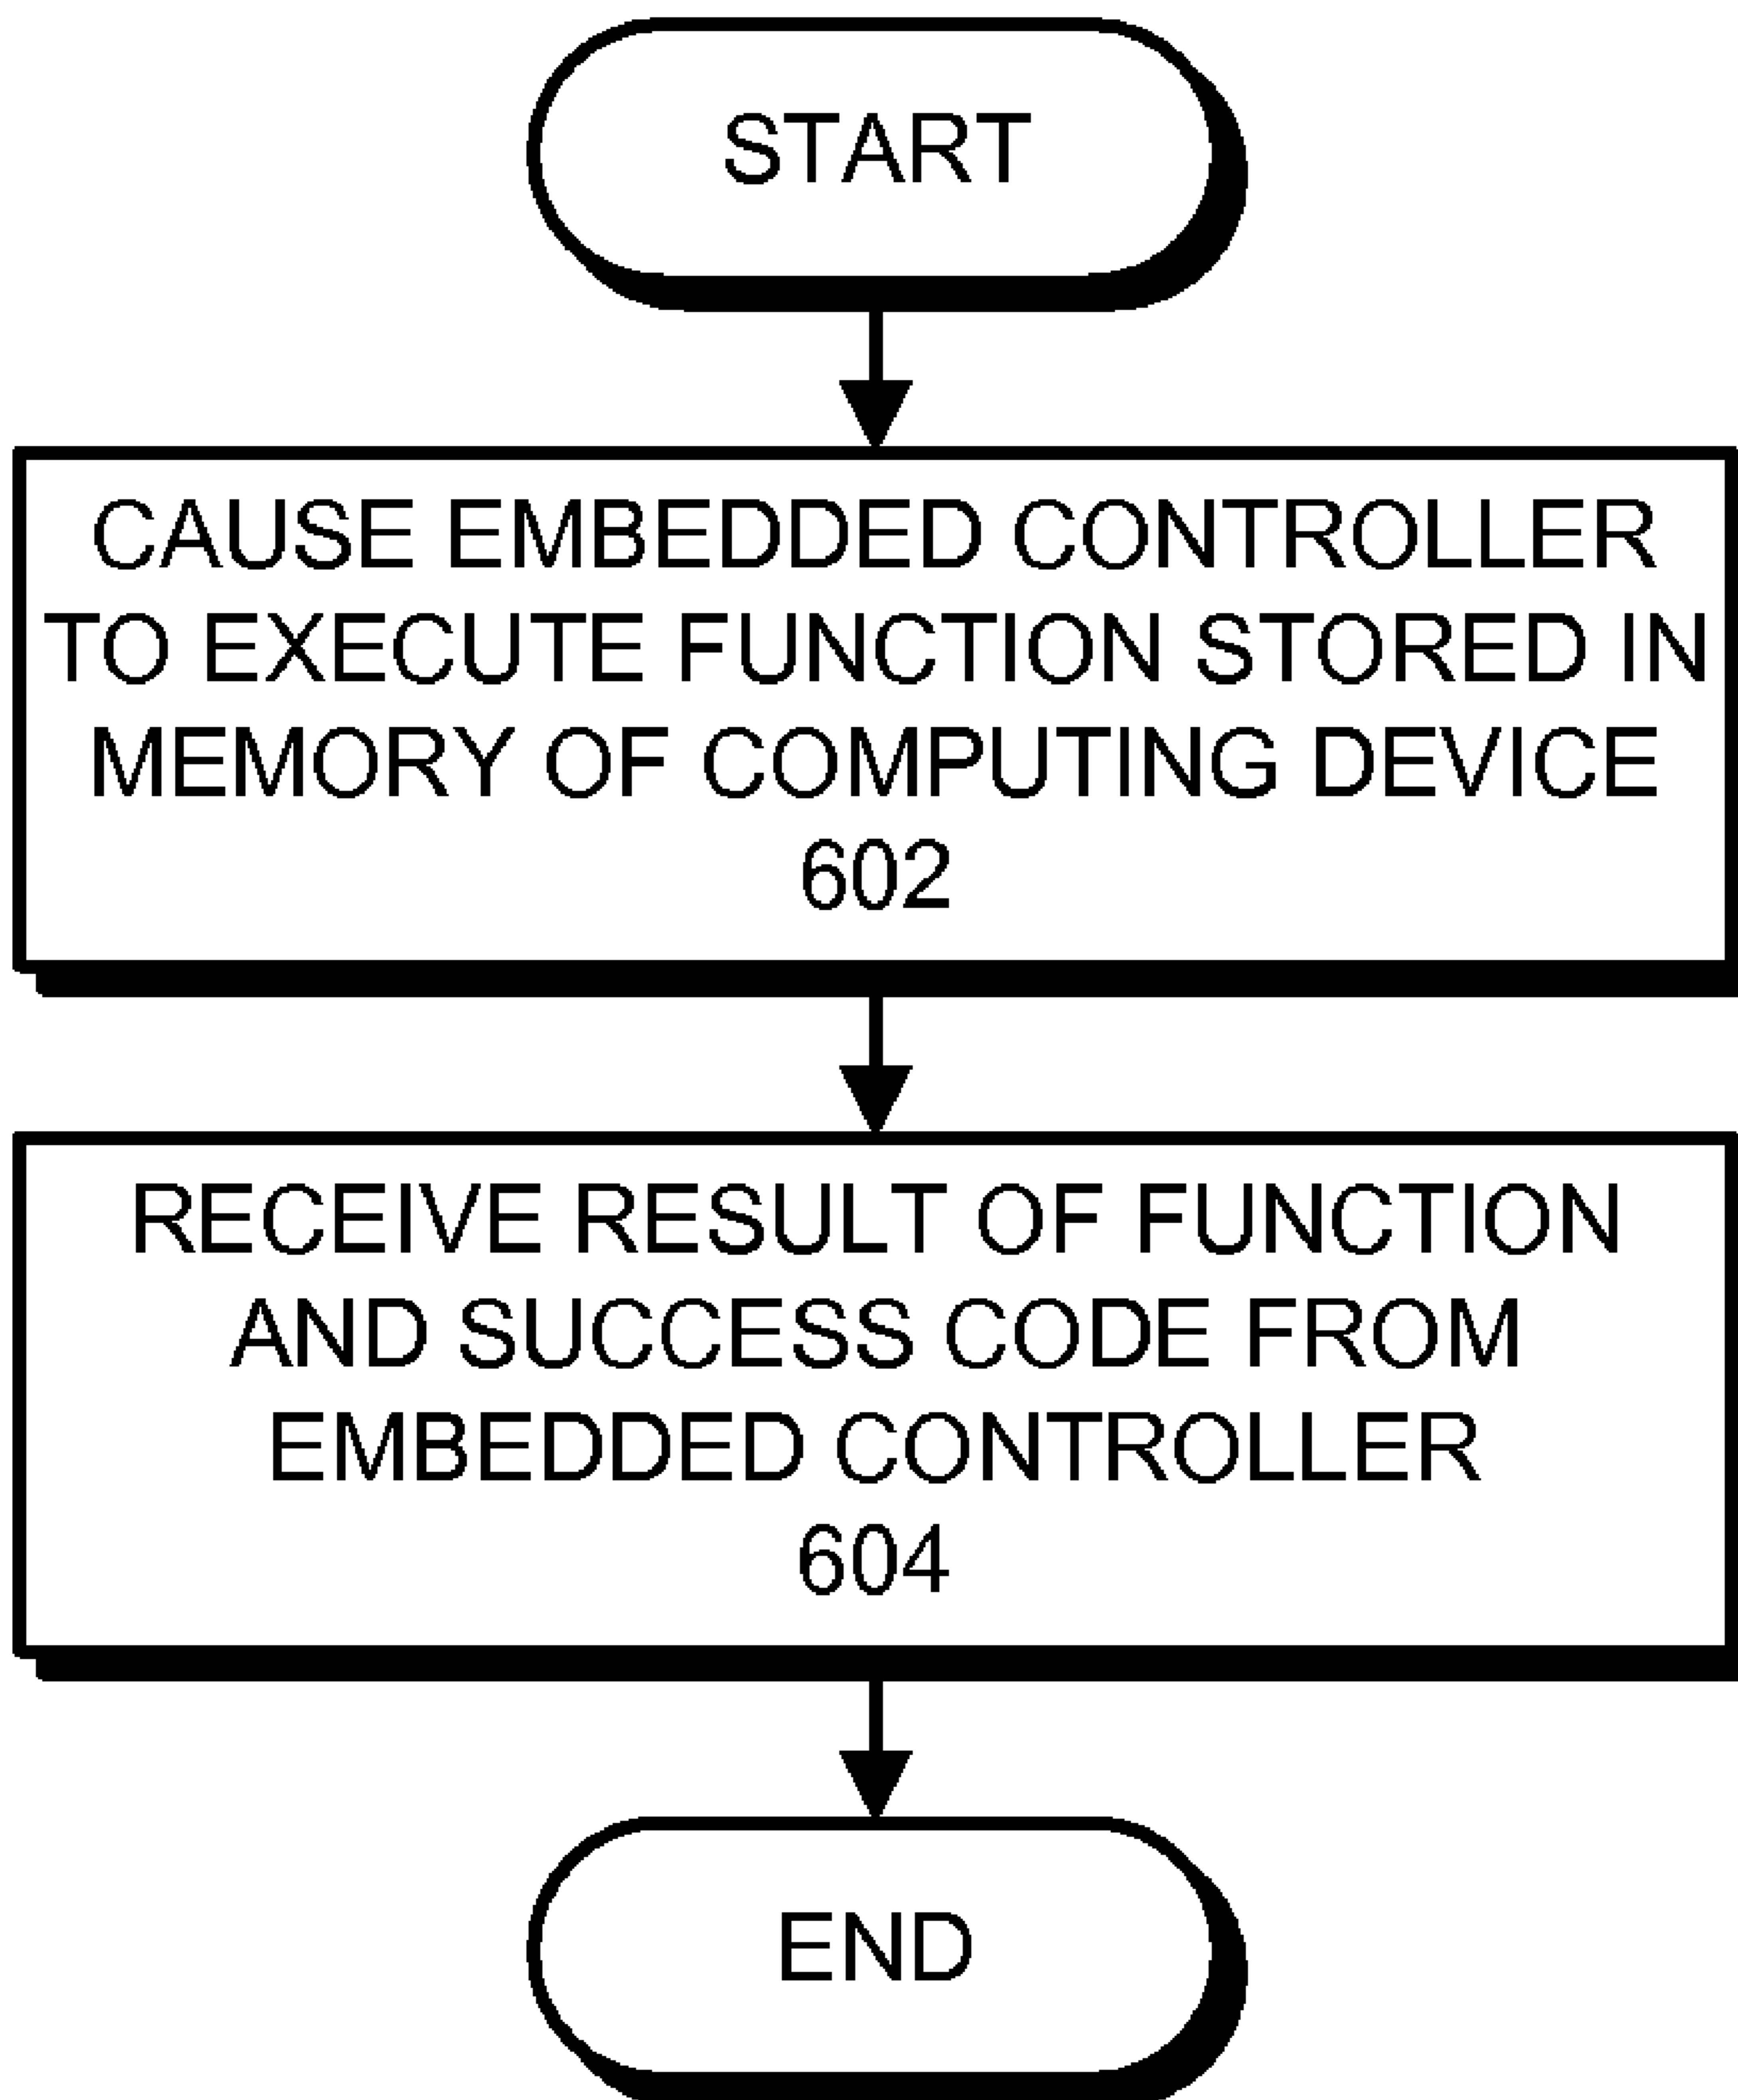 START
CAUSE EMBEDDED CONTROLLER
TO EXECUTE FUNCTION STORED IN
MEMORY OF COMPUTING DEVICE
602
RECEIVE RESULT OF FUNCTION
AND SUCCESS CODE FROM
EMBEDDED CONTROLLER
604
END